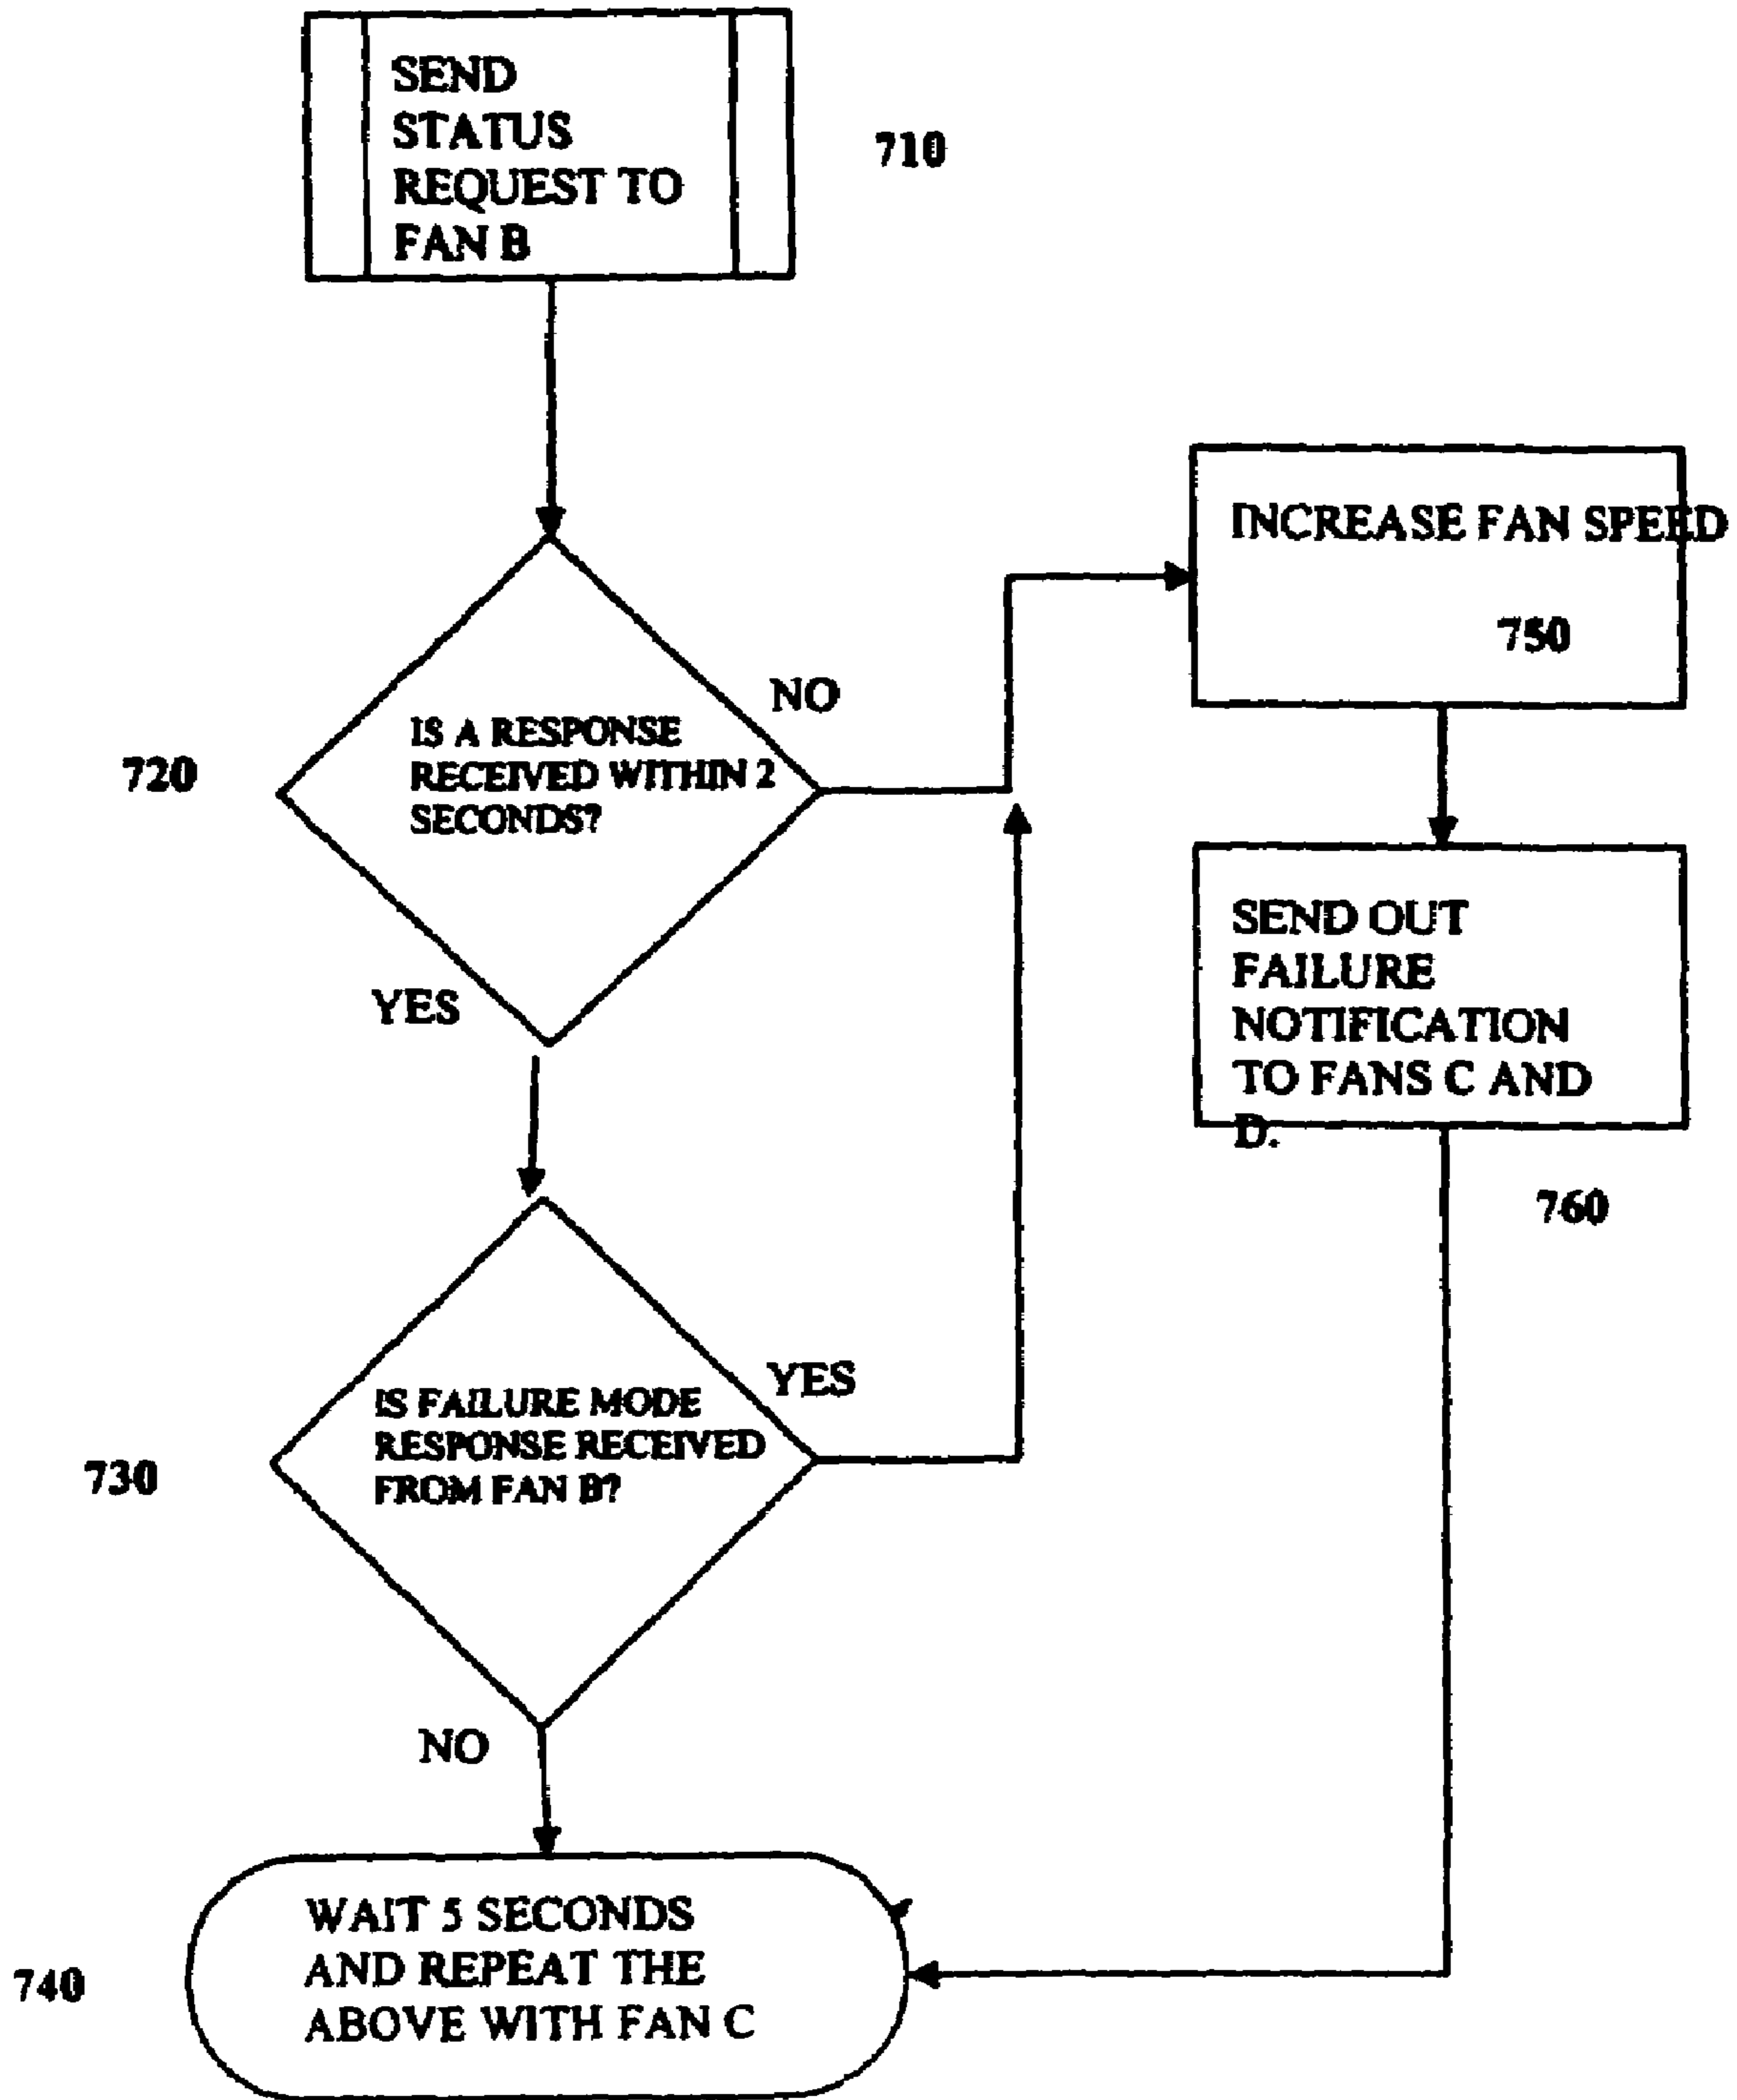 SEND
STATUS
REQUEST TO
FAN B
710
INCREASE FAN SPEED
750
NO
IS A RESPONSE
RECEIVED WITHIN 2
SECONDS?
720
YES
SEND OUT
FAILURE
NOTIFICATION
TO FANS C AND
D.
760
YES
IS FAILURE MODE
RESPONSE RECEIVED
FROM FAN B?
730
NO
WAIT 5 SECONDS
AND REPEAT THE
ABOVE WITH FAN C
740